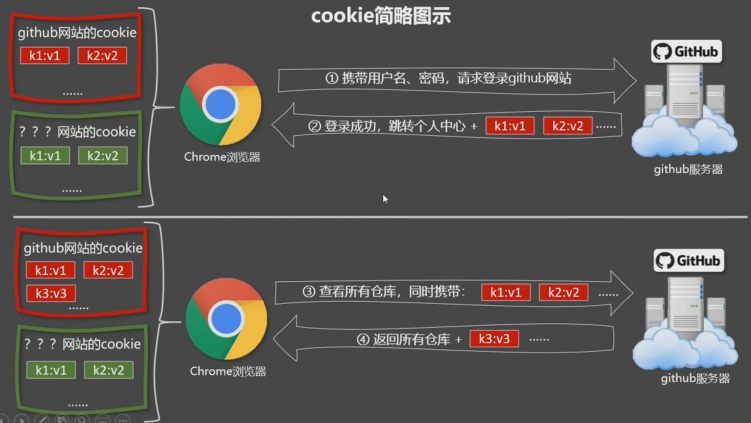 cookie简略图示
github网站的cookie
k1:v1 k2:v2
......
？？？网站的cookie
k1:v1 k2:v2
......
Chrome浏览器
① 携带用户名、密码，请求登录github网站
② 登录成功，跳转个人中心 + k1:v1 k2:v2 ......
GitHub
github服务器
github网站的cookie
k1:v1 k2:v2
k3:v3
......
？？？网站的cookie
k1:v1 k2:v2
......
Chrome浏览器
③ 查看所有仓库，同时携带： k1:v1 k2:v2 ......
④ 返回所有仓库 + k3:v3 ......
GitHub
github服务器